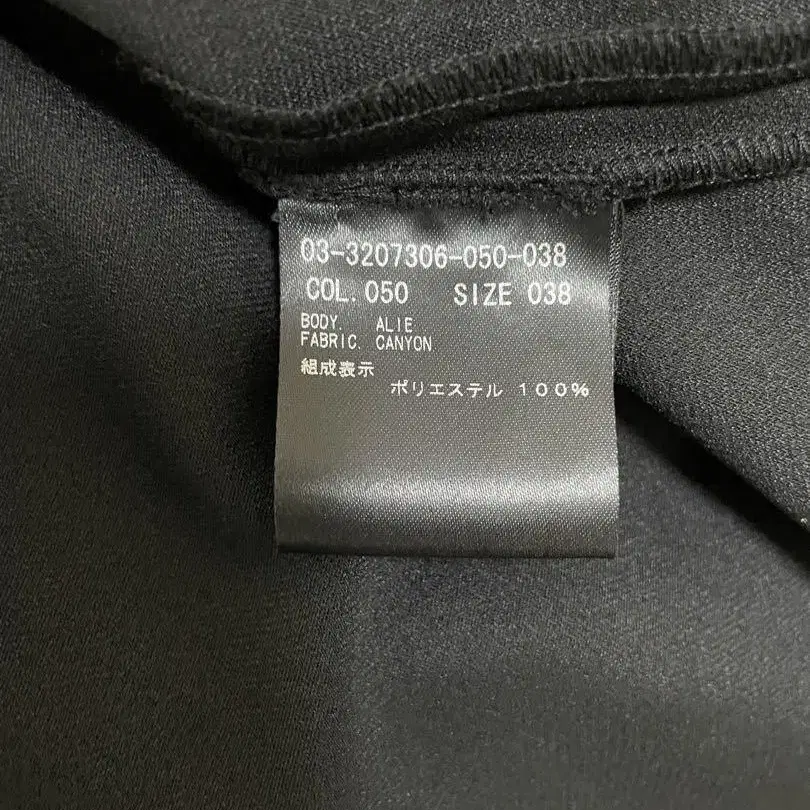 03-3207306-050-038
COL. 050 SIZE 038
BODY. ALIE
FABRIC. CANYON
組成表示
ポリエステル 100%